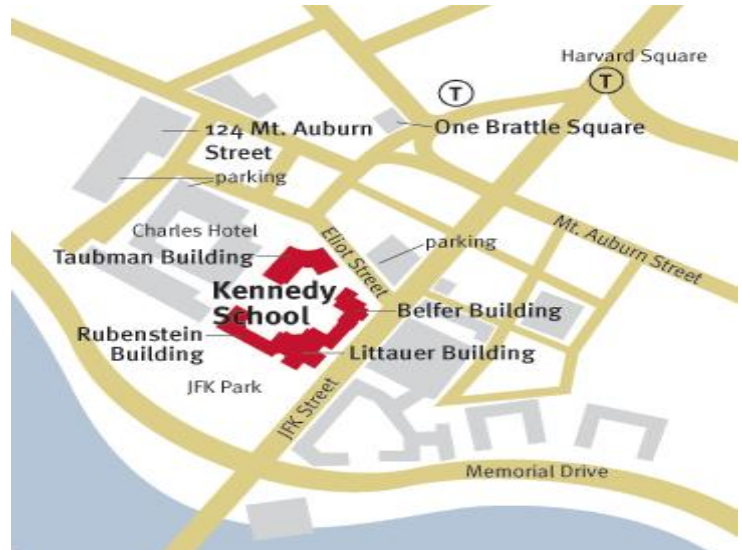 Harvard Square
T
T
124 Mt. Auburn
Street
One Brattle Square
parking
Charles Hotel
Taubman Building
Eliot Street
parking
Mt. Auburn Street
Kennedy
School
Belfer Building
Rubenstein
Building
Littauer Building
JFK Park
JFK Street
Memorial Drive